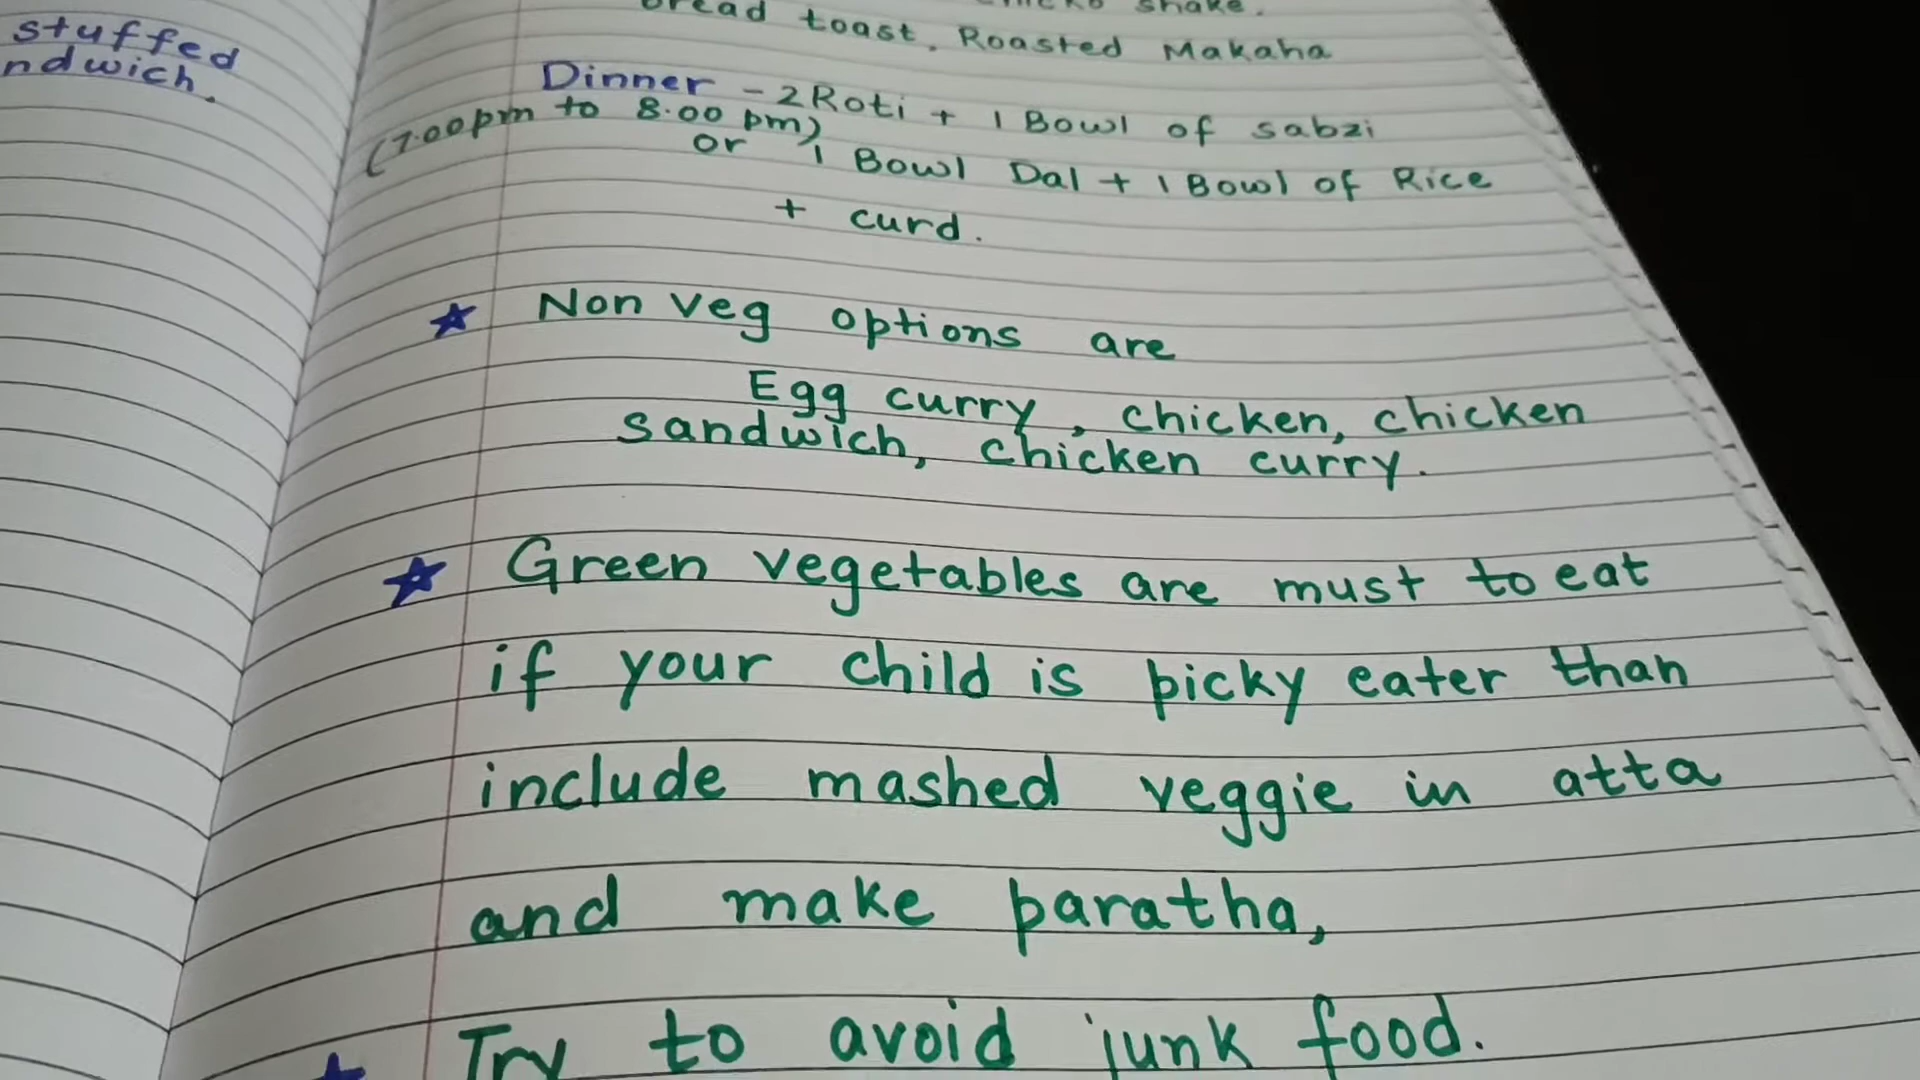 stuffed
ndwich.
shake.
bread toast, Roasted Makaha
Dinner - 2 Roti + 1 Bowl of sabzi
(7.00pm to 8.00 pm)
or 1 Bowl Dal + 1 Bowl of Rice
+ curd.
★ Non veg options are
Egg curry, chicken, chicken
sandwich, chicken curry.
★ Green vegetables are must to eat
if your child is picky eater than
include mashed veggie in atta
and make paratha,
★ Try to avoid junk food.